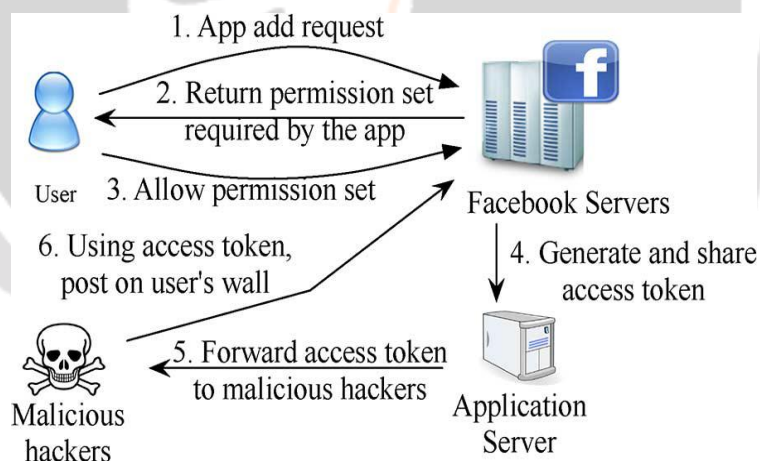 1. App add request
2. Return permission set
required by the app
User
3. Allow permission set
Facebook Servers
6. Using access token,
post on user's wall
4. Generate and share
access token
5. Forward access token
to malicious hackers
Malicious
hackers
Application
Server
f